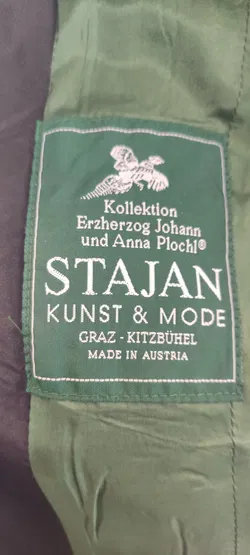 Kollektion
Erzherzog Johann
und Anna Plochl®
STAJAN
KUNST & MODE
GRAZ - KITZBÜHEL
MADE IN AUSTRIA